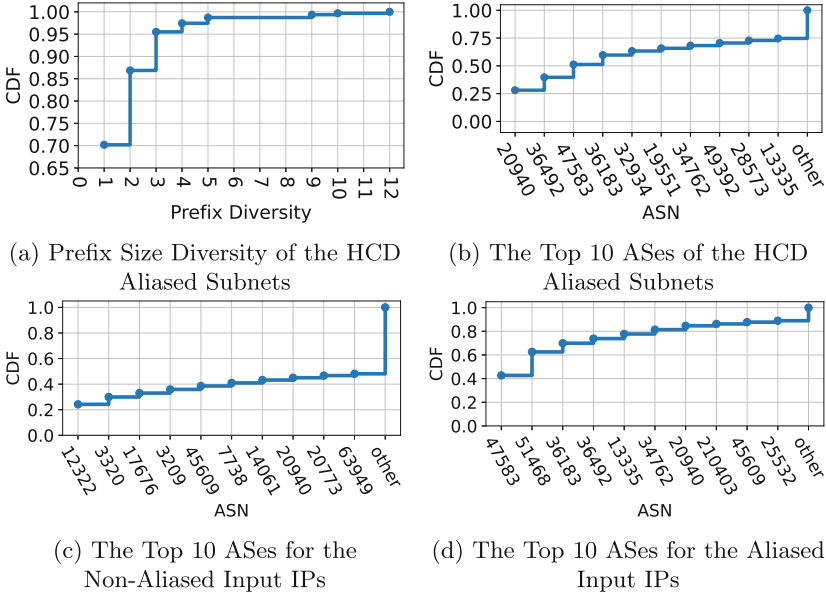 1.00
0.95
0.90
0.85
0.80
0.75
0.70
0.65
CDF
0 1 2 3 4 5 6 7 8 9 10 11 12
Prefix Diversity
(a) Prefix Size Diversity of the HCD
Aliased Subnets
1.00
0.75
0.50
0.25
0.00
CDF
20940 36492 47583 36183 32934 19551 34762 49392 28573 13335 other
ASN
(b) The Top 10 ASes of the HCD
Aliased Subnets
1.0
0.8
0.6
0.4
0.2
0.0
CDF
12322 3320 17676 3209 45609 7738 14061 20940 20773 63949 other
ASN
(c) The Top 10 ASes for the
Non-Aliased Input IPs
1.0
0.8
0.6
0.4
0.2
0.0
CDF
47583 51468 36183 36492 13335 34762 20940 210403 45609 25532 other
ASN
(d) The Top 10 ASes for the Aliased
Input IPs